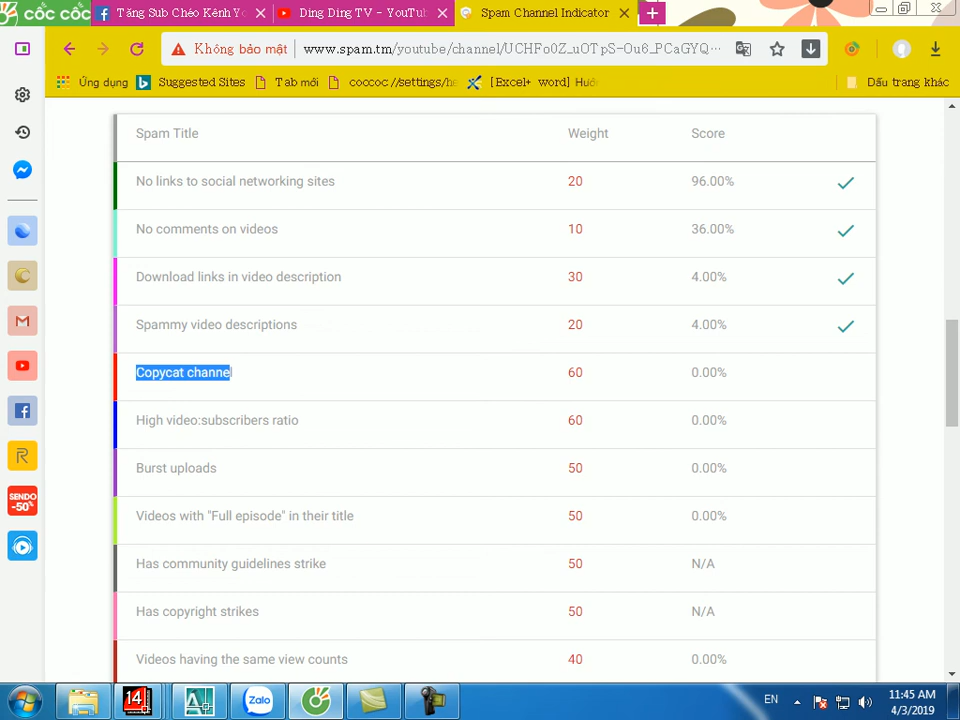 cốc cốc
Tăng Sub Chéo Kênh Yo
Ding Ding TV - YouTub
Spam Channel Indicator
Không bảo mật
www.spam.tm/youtube/channel/UCHFo0Z_uOTpS-Ou6_PCaGYQ...
Ứng dụng
Suggested Sites
Tab mới
coccoc://settings/he
[Excel+ word] Hướ
Dấu trang khác
Spam Title Weight Score
No links to social networking sites 20 96.00%
No comments on videos 10 36.00%
Download links in video description 30 4.00%
Spammy video descriptions 20 4.00%
Copycat channel 60 0.00%
High video:subscribers ratio 60 0.00%
Burst uploads 50 0.00%
Videos with "Full episode" in their title 50 0.00%
Has community guidelines strike 50 N/A
Has copyright strikes 50 N/A
Videos having the same view counts 40 0.00%
SENDO
-50%
14
Zalo
EN
11:45 AM
4/3/2019